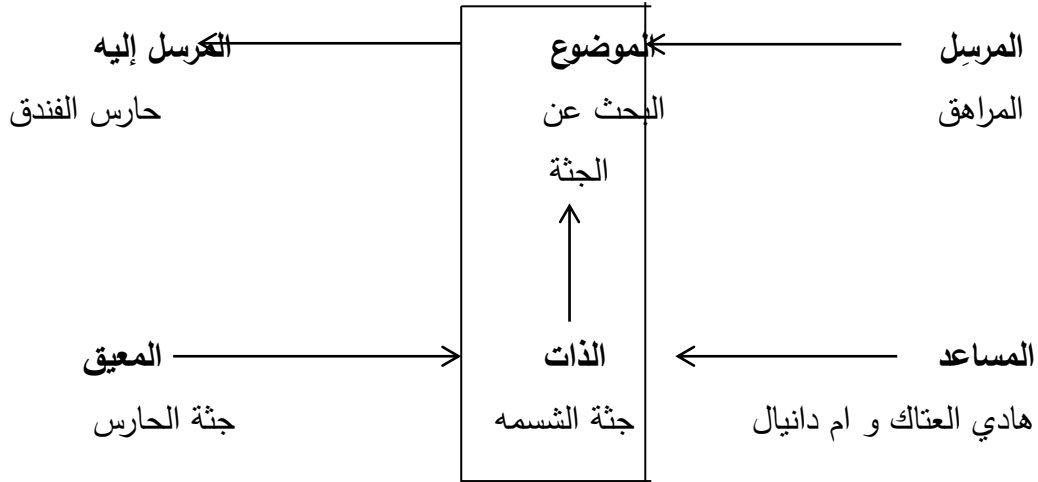 المرسِل الموضوع المرسل إليه
المراهق البحث عن حارس الفندق
الجثة
المساعد الذات المعيق
هادي العتاك و ام دانيال جثة الشسمه جثة الحارس